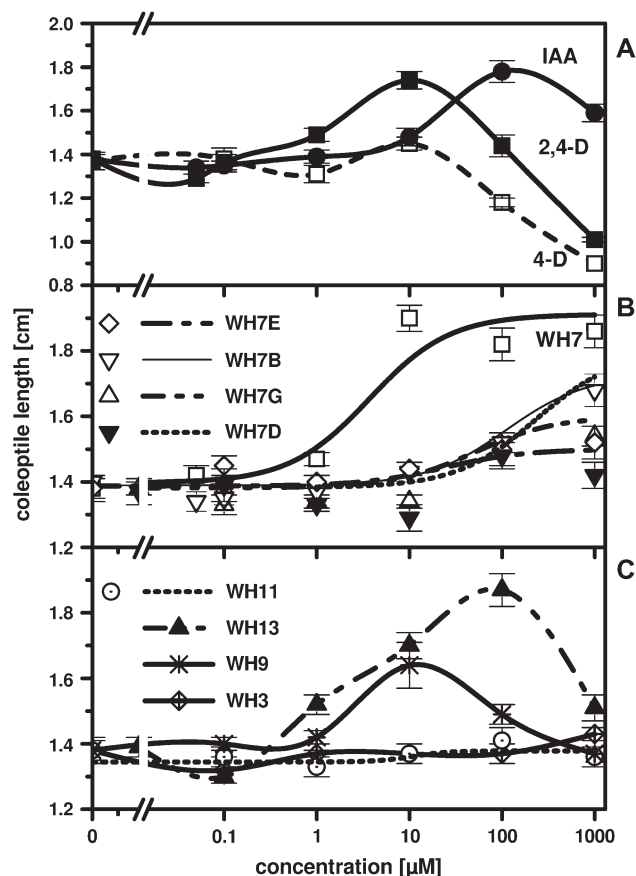 2.0
A
IAA
1.8
1.6
2,4-D
1.4
1.2
1.0
4-D
0.8
B
WH7E
WH7
1.8
WH7B
WH7G
1.6
WH7D
1.4
1.2
C
WH11
1.8
WH13
WH9
1.6
WH3
1.4
1.2
0
0.1
1
10
100
1000
coleoptile length [cm]
concentration [µM]